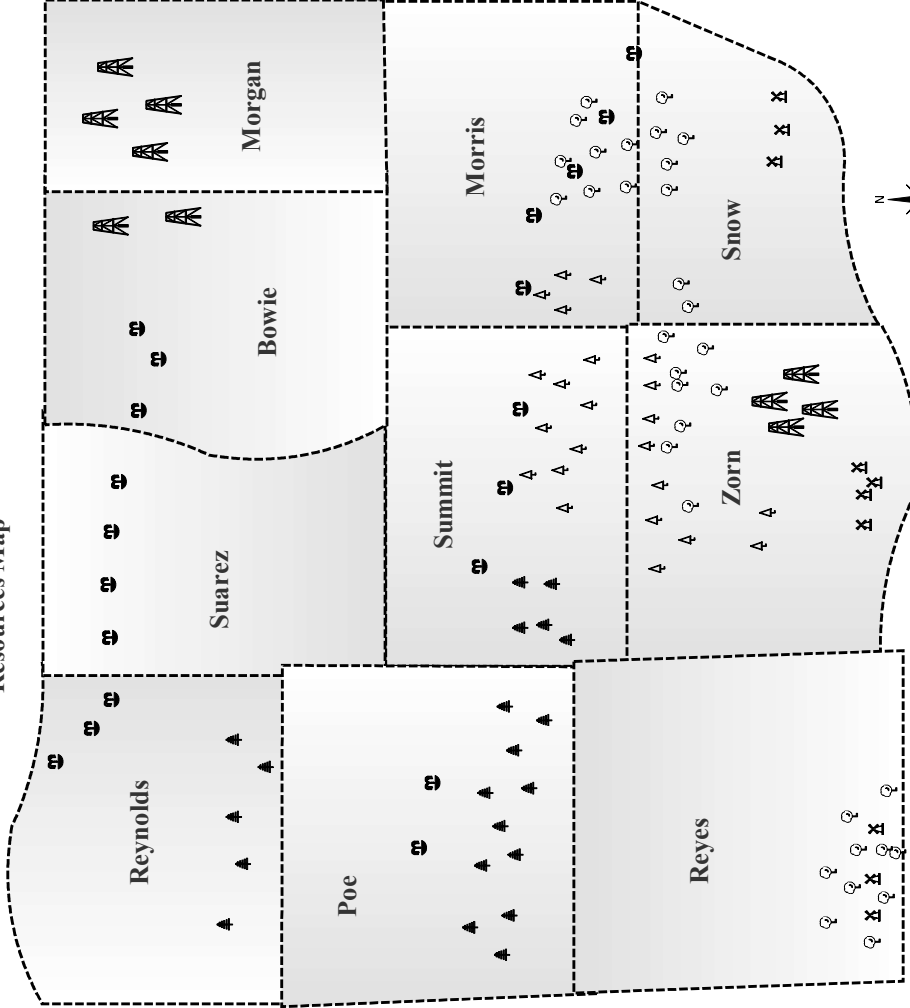 Resources Map
Reynolds
Suarez
Bowie
Morgan
Poe
Summit
Morris
Reyes
Zorn
Snow
N